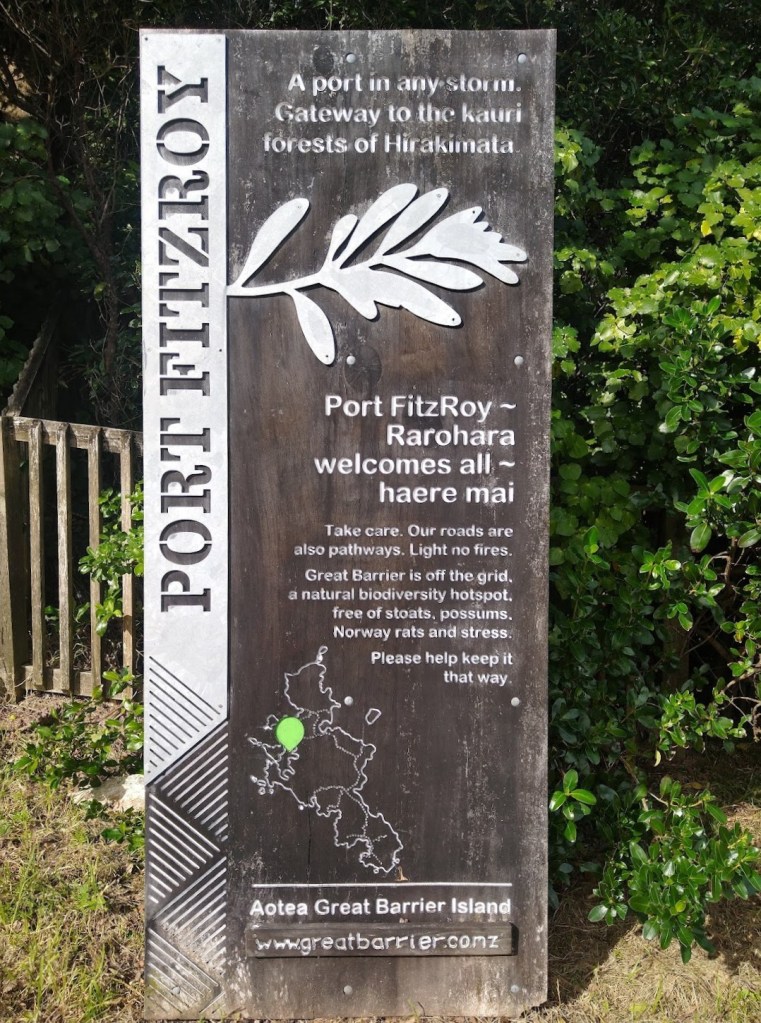 PORT FITZROY
A port in any storm.
Gateway to the kauri
forests of Hirakimata
Port FitzRoy ~
Rarohara
welcomes all ~
haere mai
Take care. Our roads are
also pathways. Light no fires.
Great Barrier is off the grid,
a natural biodiversity hotspot,
free of stoats, possums,
Norway rats and stress.
Please help keep it
that way.
Aotea Great Barrier Island
www.greatbarrier.co.nz